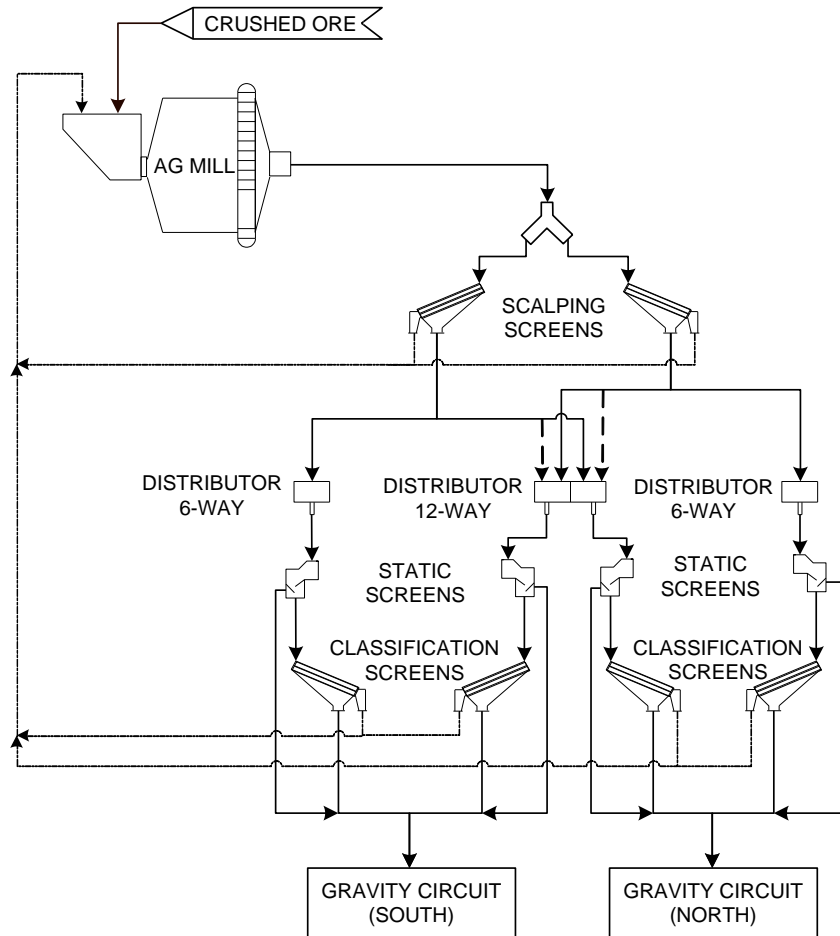 CRUSHED ORE
AG MILL
SCALPING
SCREENS
DISTRIBUTOR
6-WAY
DISTRIBUTOR
12-WAY
DISTRIBUTOR
6-WAY
STATIC
SCREENS
STATIC
SCREENS
CLASSIFICATION
SCREENS
CLASSIFICATION
SCREENS
GRAVITY CIRCUIT
(SOUTH)
GRAVITY CIRCUIT
(NORTH)